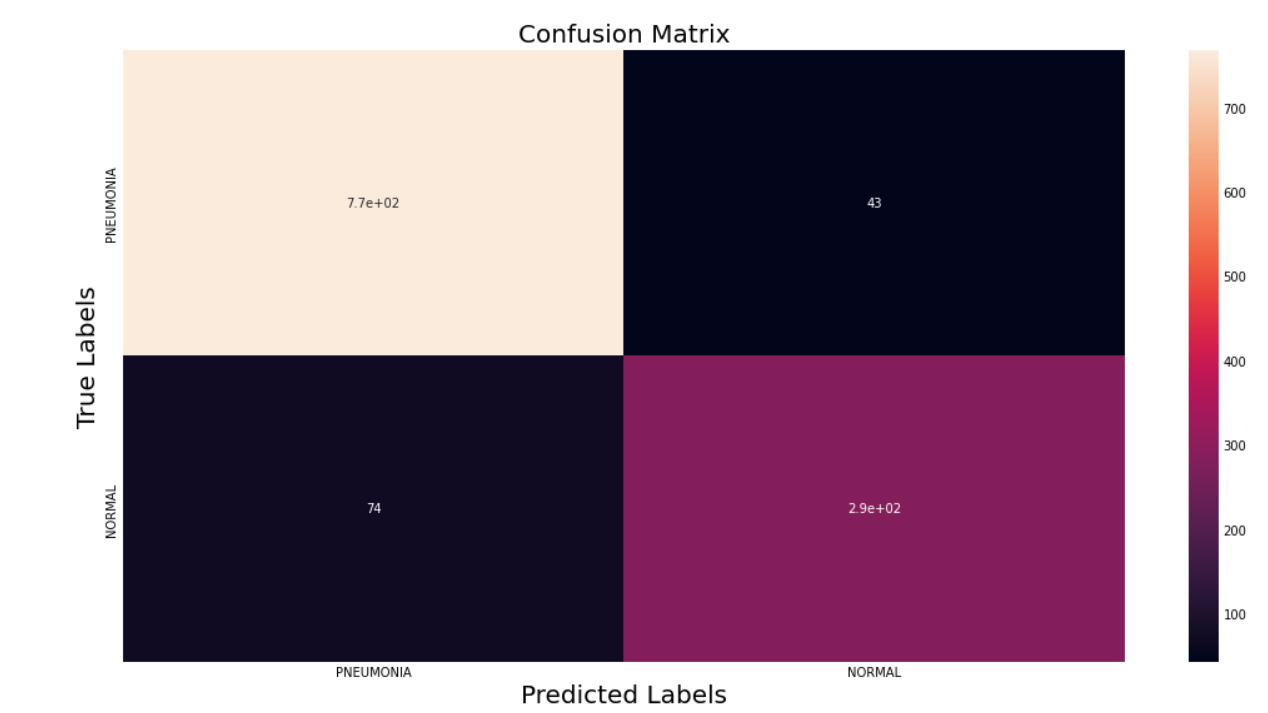 Confusion Matrix
True Labels
PNEUMONIA
NORMAL
7.7e+02 43
74 2.9e+02
PNEUMONIA NORMAL
Predicted Labels
700
600
500
400
300
200
100